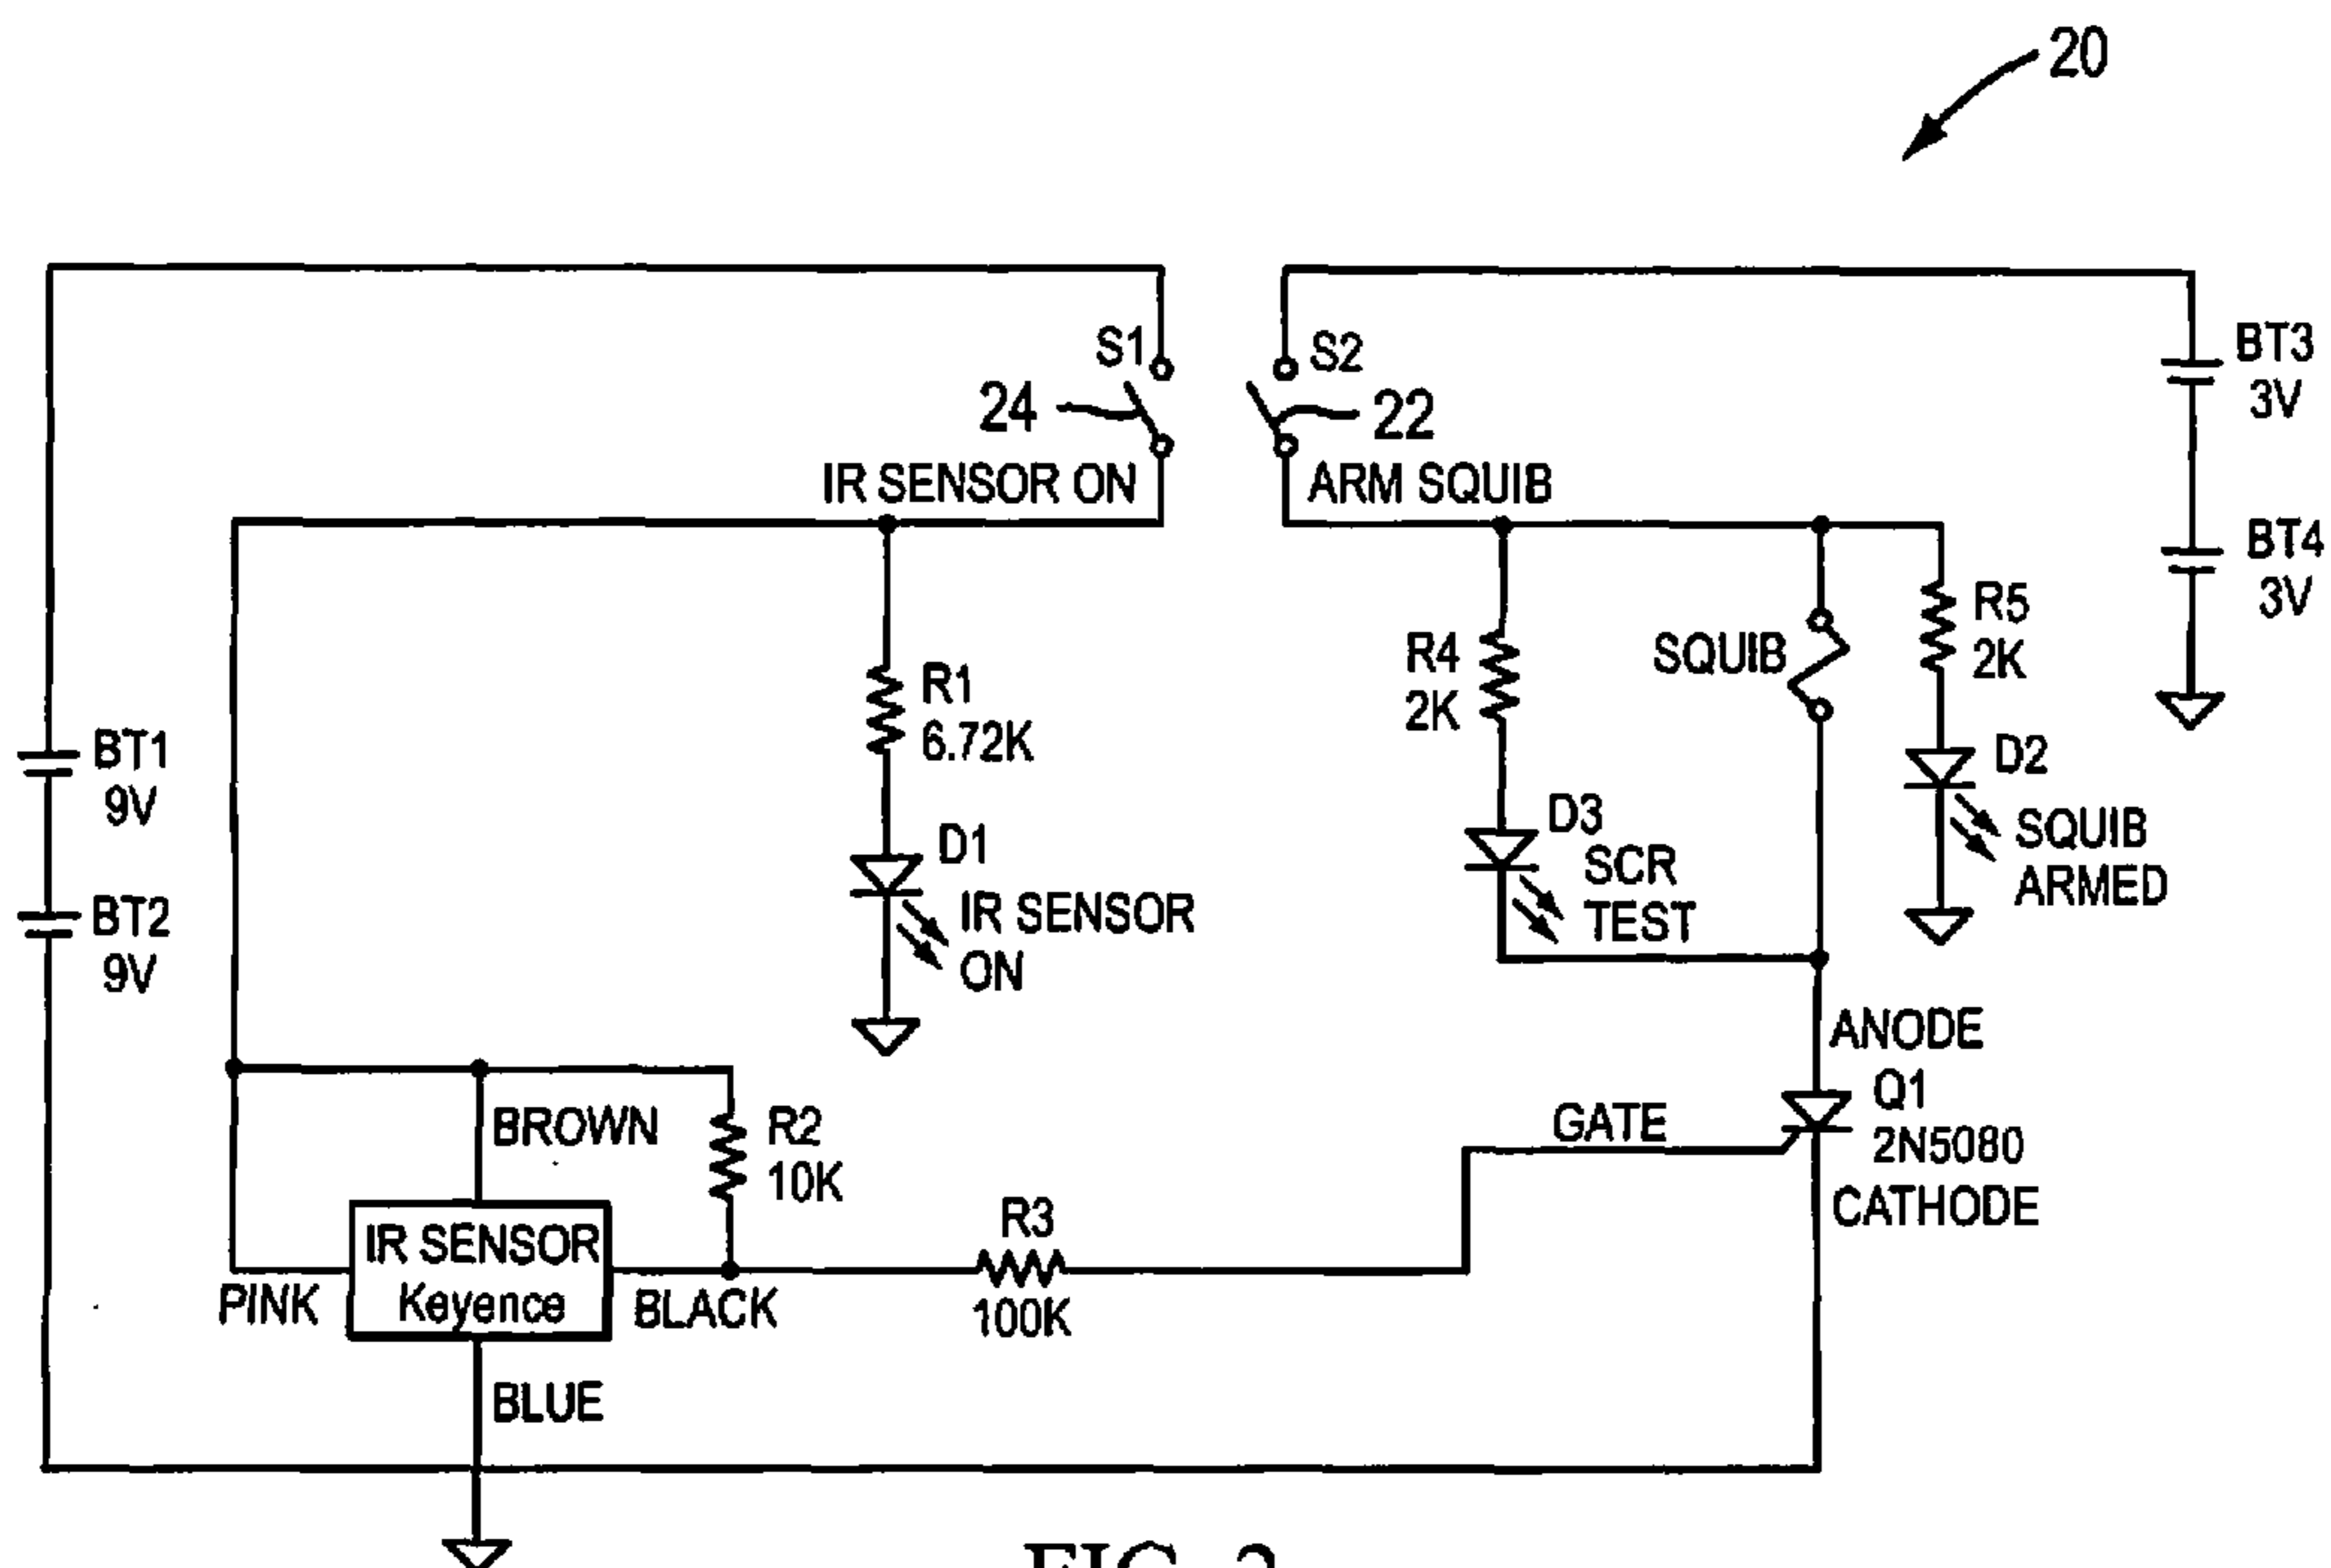 20
S1
24
IR SENSOR ON
S2
22
ARM SQUIB
BT3
3V
BT4
3V
BT1
9V
BT2
9V
R1
6.72K
D1
IR SENSOR
ON
R4
2K
SQUIB
R5
2K
D2
SQUIB
ARMED
D3
SCR
TEST
ANODE
Q1
2N5080
CATHODE
GATE
BROWN
R2
10K
IR SENSOR
Keyence
PINK
BLACK
R3
100K
BLUE